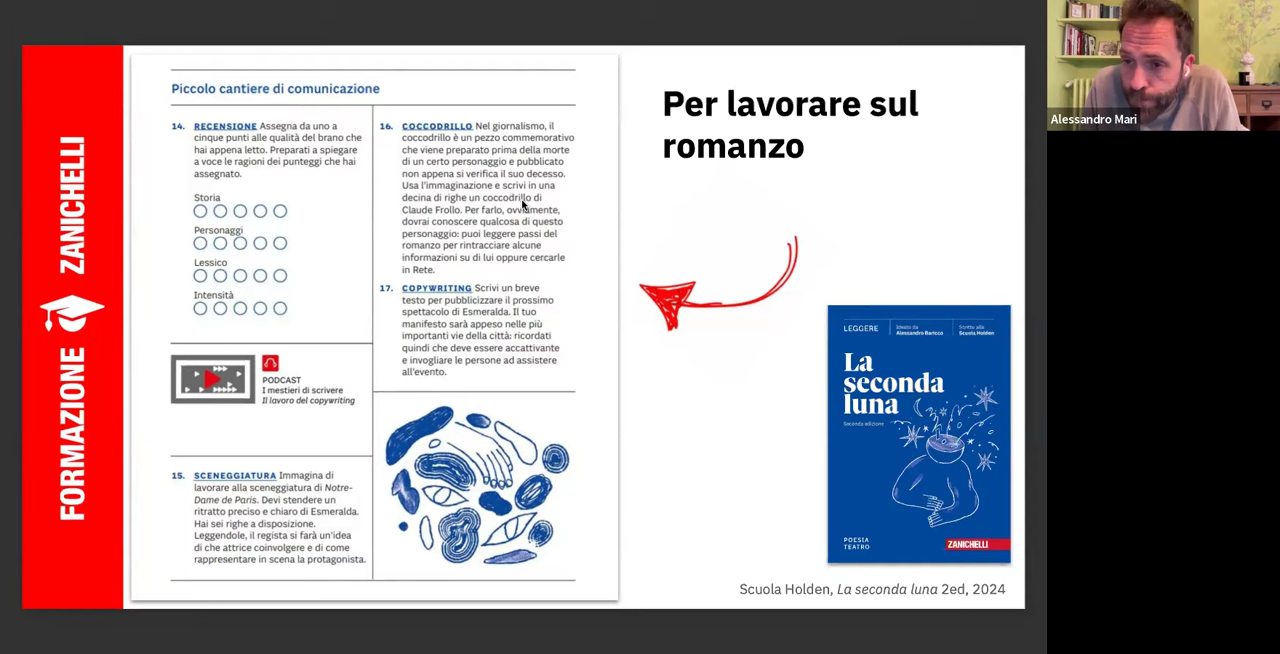 FORMAZIONE ZANICHELLI
Piccolo cantiere di comunicazione
14. RECENSIONE Assegna da uno a
cinque punti alle qualità del brano che
hai appena letto. Preparati a spiegare
a voce le ragioni dei punteggi che hai
assegnato.
Storia
Personaggi
Lessico
Intensità
PODCAST
I mestieri di scrivere
Il lavoro del copywriting
15. SCENEGGIATURA Immagina di
lavorare alla sceneggiatura di Notre-
Dame de Paris. Devi stendere un
ritratto preciso e chiaro di Esmeralda.
Hai sei righe a disposizione.
Leggendole, il regista si farà un'idea
di che attrice coinvolgere e di come
rappresentare in scena la protagonista.
16. COCCODRILLO Nel giornalismo, il
coccodrillo è un pezzo commemorativo
che viene preparato prima della morte
di un certo personaggio e pubblicato
non appena si verifica il suo decesso.
Usa l'immaginazione e scrivi in una
decina di righe un coccodrillo di
Claude Frollo. Per farlo, ovviamente,
dovrai conoscere qualcosa di questo
personaggio: puoi leggere passi del
romanzo per rintracciare alcune
informazioni su di lui oppure cercarle
in Rete.
17. COPYWRITING Scrivi un breve
testo per pubblicizzare il prossimo
spettacolo di Esmeralda. Il tuo
manifesto sarà appeso nelle più
importanti vie della città: ricordati
quindi che deve essere accattivante
e invogliare le persone ad assistere
all'evento.
Per lavorare sul
romanzo
LEGGERE
Ideato da
Alessandro Baricco
Scritto alla
Scuola Holden
La
seconda
luna
Seconda edizione
POESIA
TEATRO
ZANICHELLI
Scuola Holden, La seconda luna 2ed, 2024
Alessandro Mari